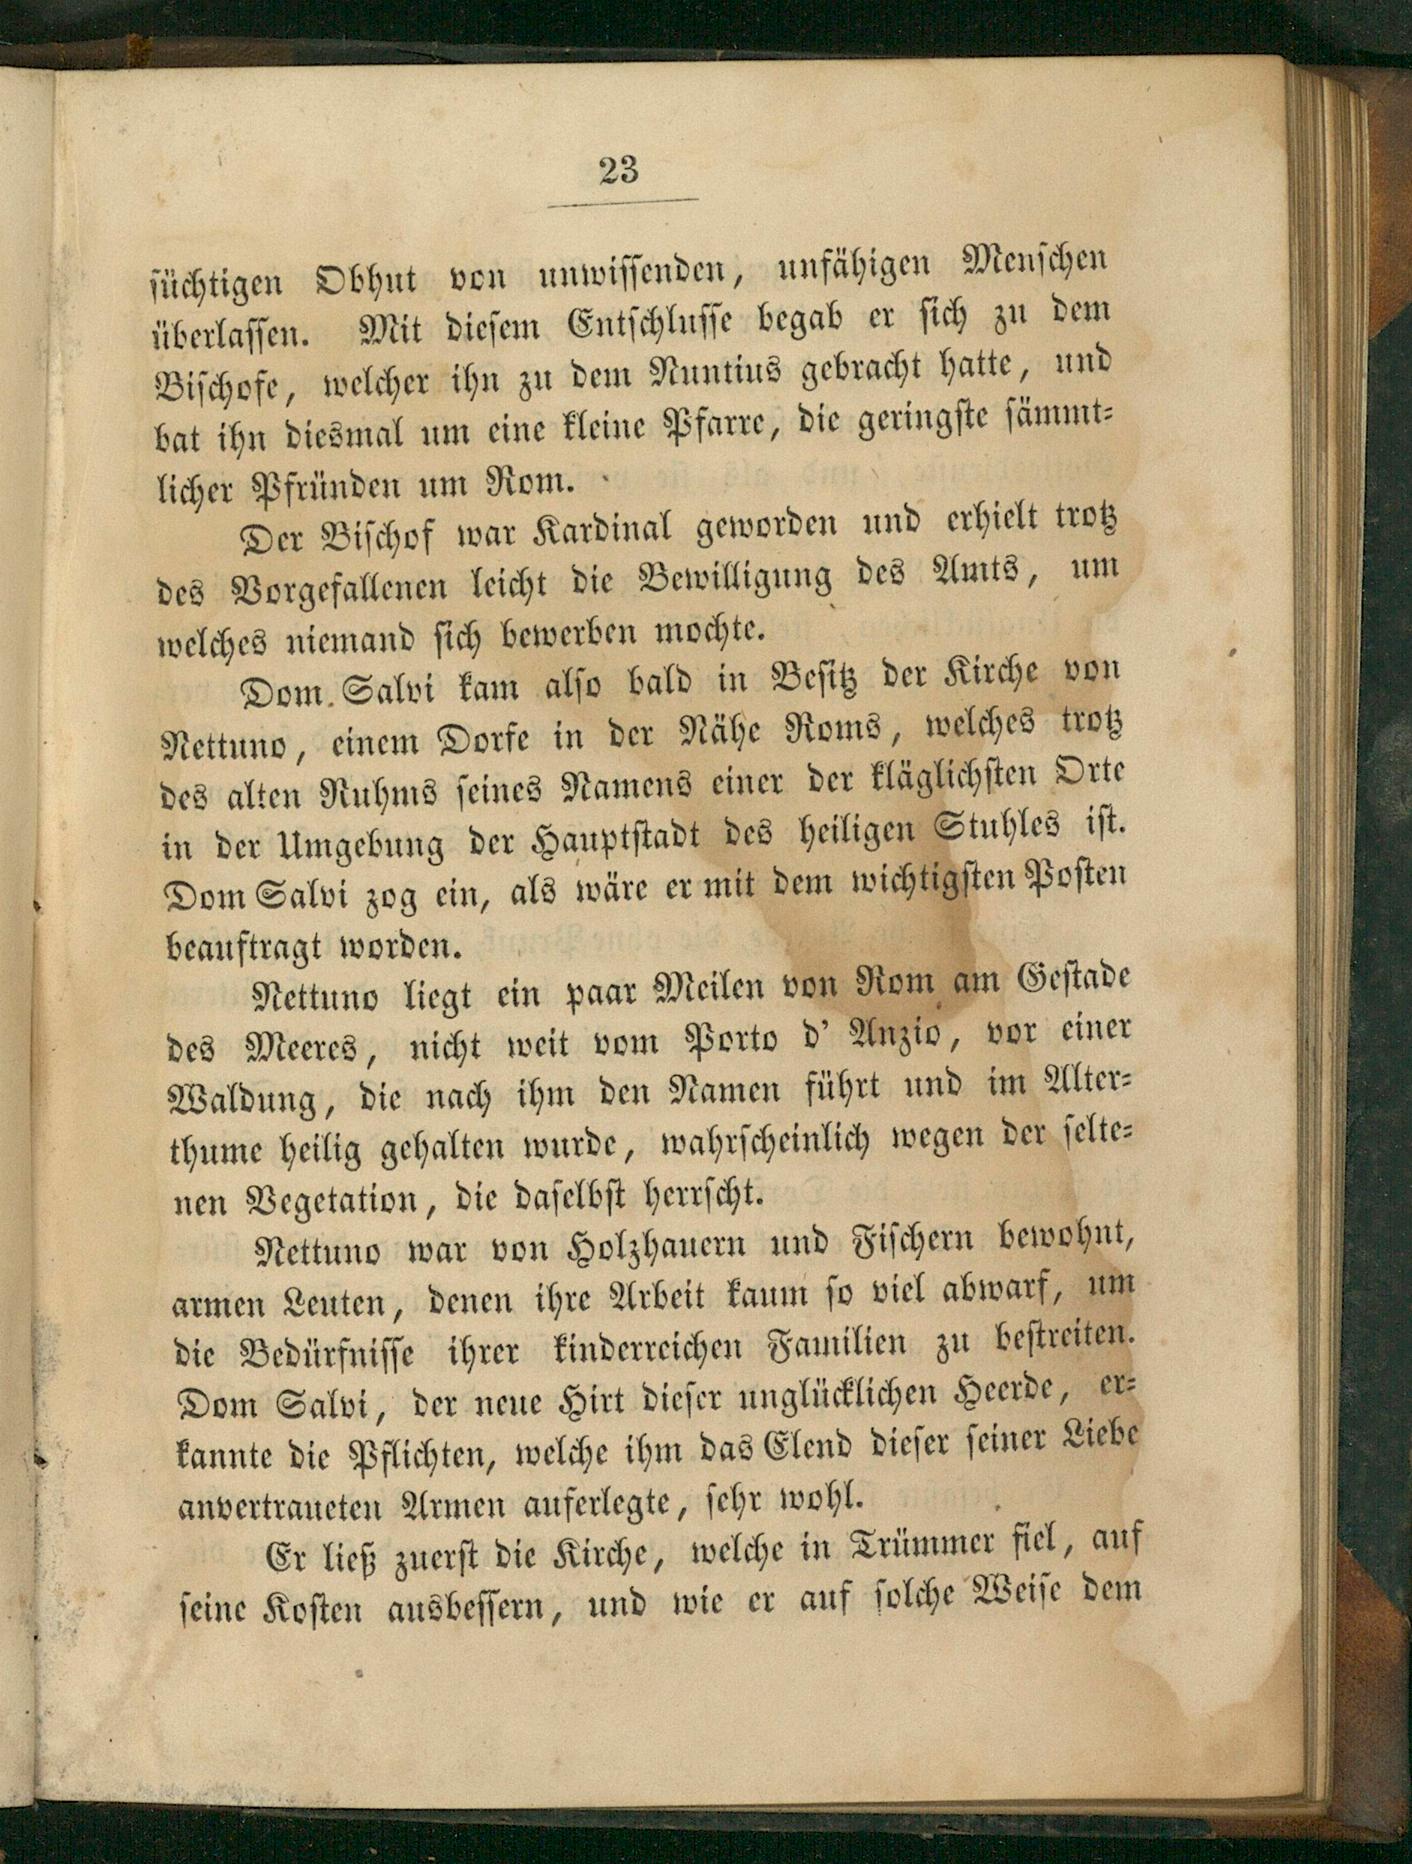 23
süchtigen Obhut von unwissenden, unfähigen Menschen
überlassen. Mit diesem Entschlusse begab er sich zu dem
Bischofe, welcher ihn zu dem Nuntius gebracht hatte, und
bat ihn diesmal um eine kleine Pfarre, die geringste sämmt-
licher Pfründen um Rom.
Der Bischof war Kardinal geworden und erhielt trotz
des Vorgefallenen leicht die Bewilligung des Amts, um
welches niemand sich bewerben mochte.
Dom Salvi kam also bald in Besitz der Kirche von
Nettuno, einem Dorfe in der Nähe Roms, welches trotz
des alten Ruhms seines Namens einer der kläglichsten Orte
in der Umgebung der Hauptstadt des heiligen Stuhles ist.
Dom Salvi zog ein, als wäre er mit dem wichtigsten Posten
beauftragt worden.
Nettuno liegt ein paar Meilen von Rom am Gestade
des Meeres, nicht weit vom Porto d' Anzio, vor einer
Waldung, die nach ihm den Namen führt und im Alter-
thume heilig gehalten wurde, wahrscheinlich wegen der selte-
nen Vegetation, die daselbst herrscht.
Nettuno war von Holzhauern und Fischern bewohnt,
armen Leuten, denen ihre Arbeit kaum so viel abwarf, um
die Bedürfnisse ihrer kinderreichen Familien zu bestreiten.
Dom Salvi, der neue Hirt dieser unglücklichen Heerde, er-
kannte die Pflichten, welche ihm das Elend dieser seiner Liebe
anvertraueten Armen auferlegte, sehr wohl.
Er ließ zuerst die Kirche, welche in Trümmer fiel, auf
seine Kosten ausbessern, und wie er auf solche Weise dem